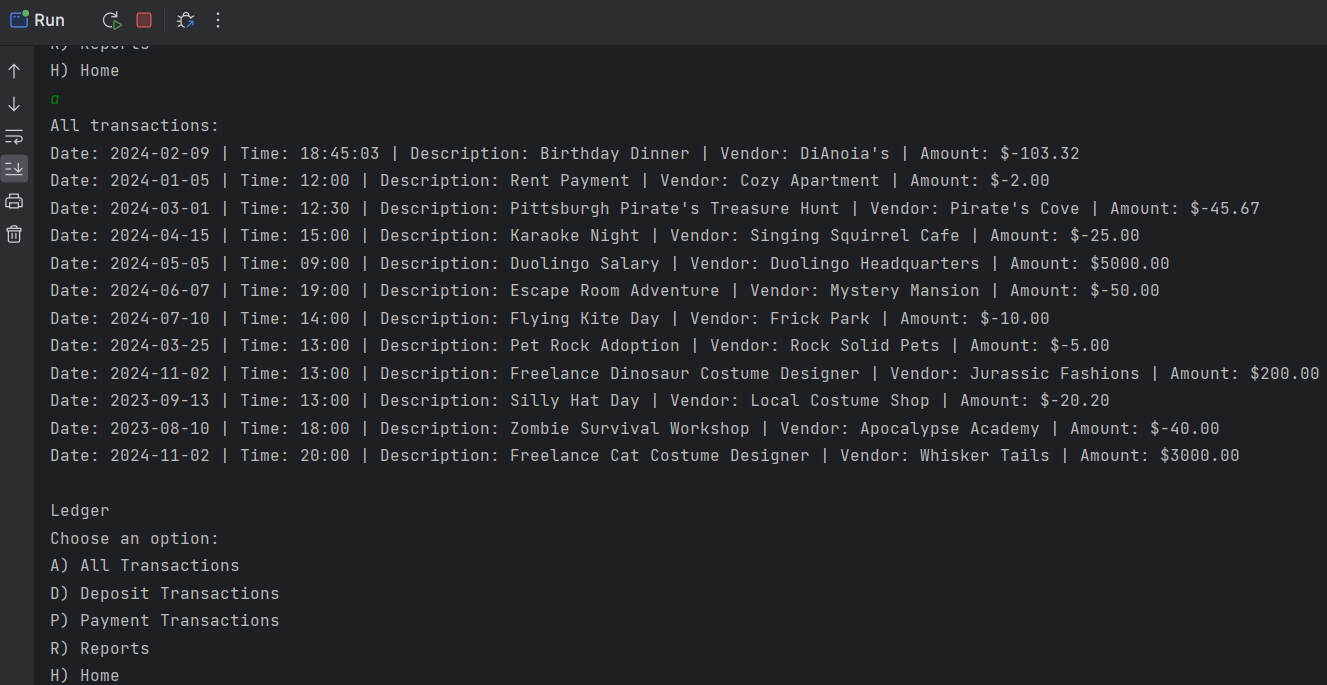 Run
R) Reports
H) Home
a
All transactions:
Date: 2024-02-09 | Time: 18:45:03 | Description: Birthday Dinner | Vendor: DiAnoia's | Amount: $-103.32
Date: 2024-01-05 | Time: 12:00 | Description: Rent Payment | Vendor: Cozy Apartment | Amount: $-2.00
Date: 2024-03-01 | Time: 12:30 | Description: Pittsburgh Pirate's Treasure Hunt | Vendor: Pirate's Cove | Amount: $-45.67
Date: 2024-04-15 | Time: 15:00 | Description: Karaoke Night | Vendor: Singing Squirrel Cafe | Amount: $-25.00
Date: 2024-05-05 | Time: 09:00 | Description: Duolingo Salary | Vendor: Duolingo Headquarters | Amount: $5000.00
Date: 2024-06-07 | Time: 19:00 | Description: Escape Room Adventure | Vendor: Mystery Mansion | Amount: $-50.00
Date: 2024-07-10 | Time: 14:00 | Description: Flying Kite Day | Vendor: Frick Park | Amount: $-10.00
Date: 2024-03-25 | Time: 13:00 | Description: Pet Rock Adoption | Vendor: Rock Solid Pets | Amount: $-5.00
Date: 2024-11-02 | Time: 13:00 | Description: Freelance Dinosaur Costume Designer | Vendor: Jurassic Fashions | Amount: $200.00
Date: 2023-09-13 | Time: 13:00 | Description: Silly Hat Day | Vendor: Local Costume Shop | Amount: $-20.20
Date: 2023-08-10 | Time: 18:00 | Description: Zombie Survival Workshop | Vendor: Apocalypse Academy | Amount: $-40.00
Date: 2024-11-02 | Time: 20:00 | Description: Freelance Cat Costume Designer | Vendor: Whisker Tails | Amount: $3000.00
Ledger
Choose an option:
A) All Transactions
D) Deposit Transactions
P) Payment Transactions
R) Reports
H) Home